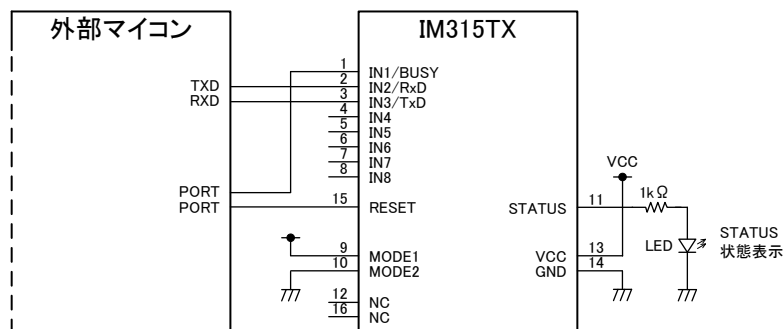 外部マイコン
IM315TX
TXD
RXD
PORT
PORT
1 IN1/BUSY
2 IN2/RxD
3 IN3/TxD
4 IN4
5 IN5
6 IN6
7 IN7
8 IN8
15 RESET
9 MODE1
10 MODE2
12 NC
16 NC
STATUS 11
VCC 13
GND 14
VCC
1kΩ
LED
STATUS
状態表示